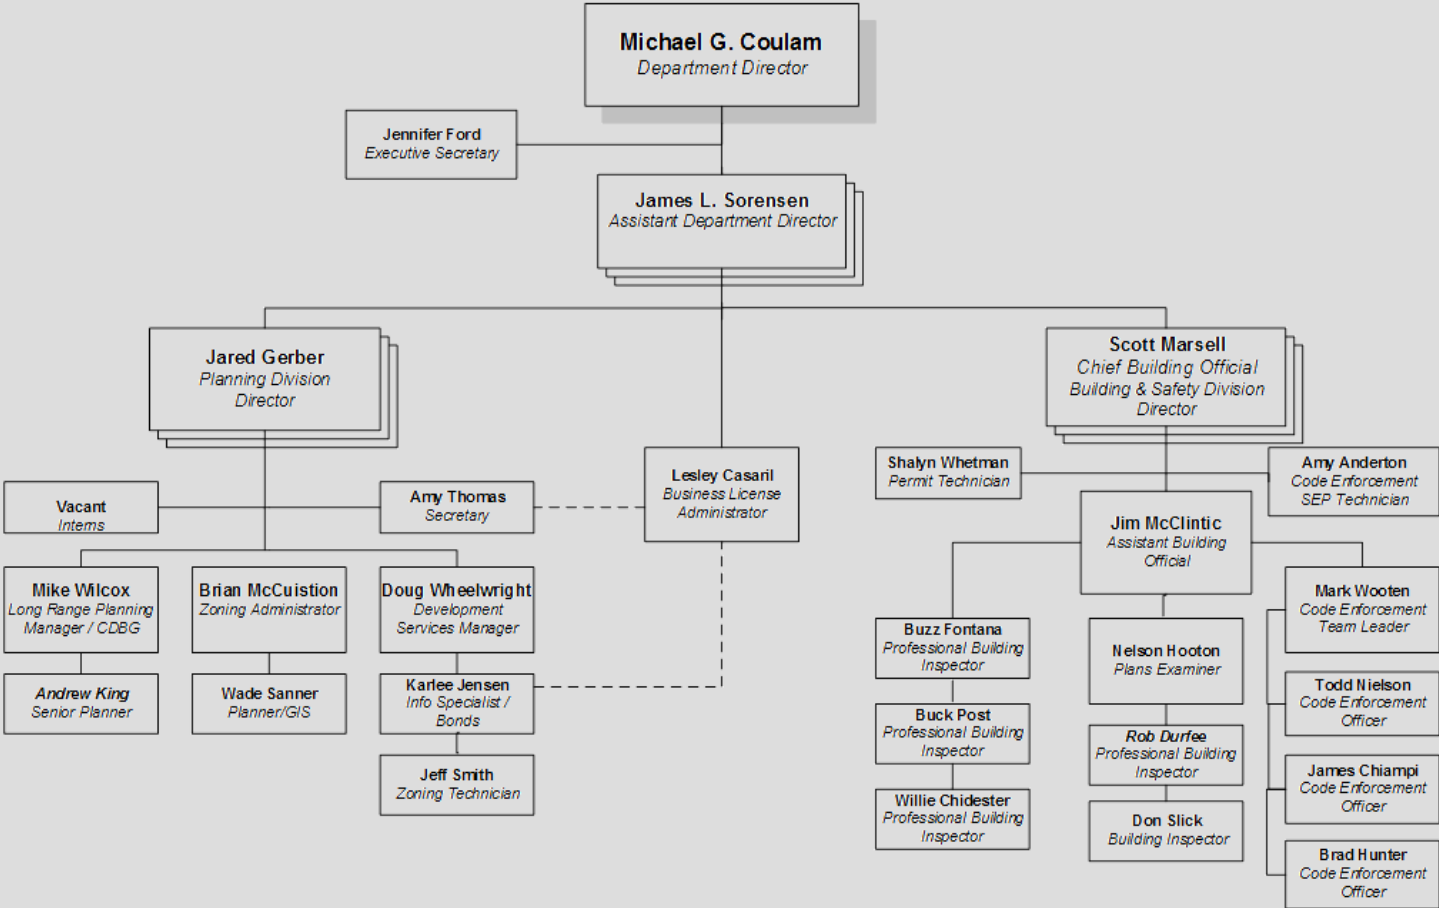 Michael G. Coulam
Department Director
Jennifer Ford
Executive Secretary
James L. Sorensen
Assistant Department Director
Jared Gerber
Planning Division
Director
Scott Marsell
Chief Building Official
Building & Safety Division
Director
Vacant
Interns
Amy Thomas
Secretary
Lesley Casaril
Business License
Administrator
Shalyn Whetman
Permit Technician
Amy Anderton
Code Enforcement
SEP Technician
Jim McClintic
Assistant Building
Official
Mike Wilcox
Long Range Planning
Manager / CDBG
Brian McCuistion
Zoning Administrator
Doug Wheelwright
Development
Services Manager
Andrew King
Senior Planner
Wade Sanner
Planner/GIS
Karlee Jensen
Info Specialist /
Bonds
Jeff Smith
Zoning Technician
Buzz Fontana
Professional Building
Inspector
Buck Post
Professional Building
Inspector
Willie Chidester
Professional Building
Inspector
Nelson Hooton
Plans Examiner
Rob Durfee
Professional Building
Inspector
Don Slick
Building Inspector
Mark Wooten
Code Enforcement
Team Leader
Todd Nielson
Code Enforcement
Officer
James Chiampi
Code Enforcement
Officer
Brad Hunter
Code Enforcement
Officer